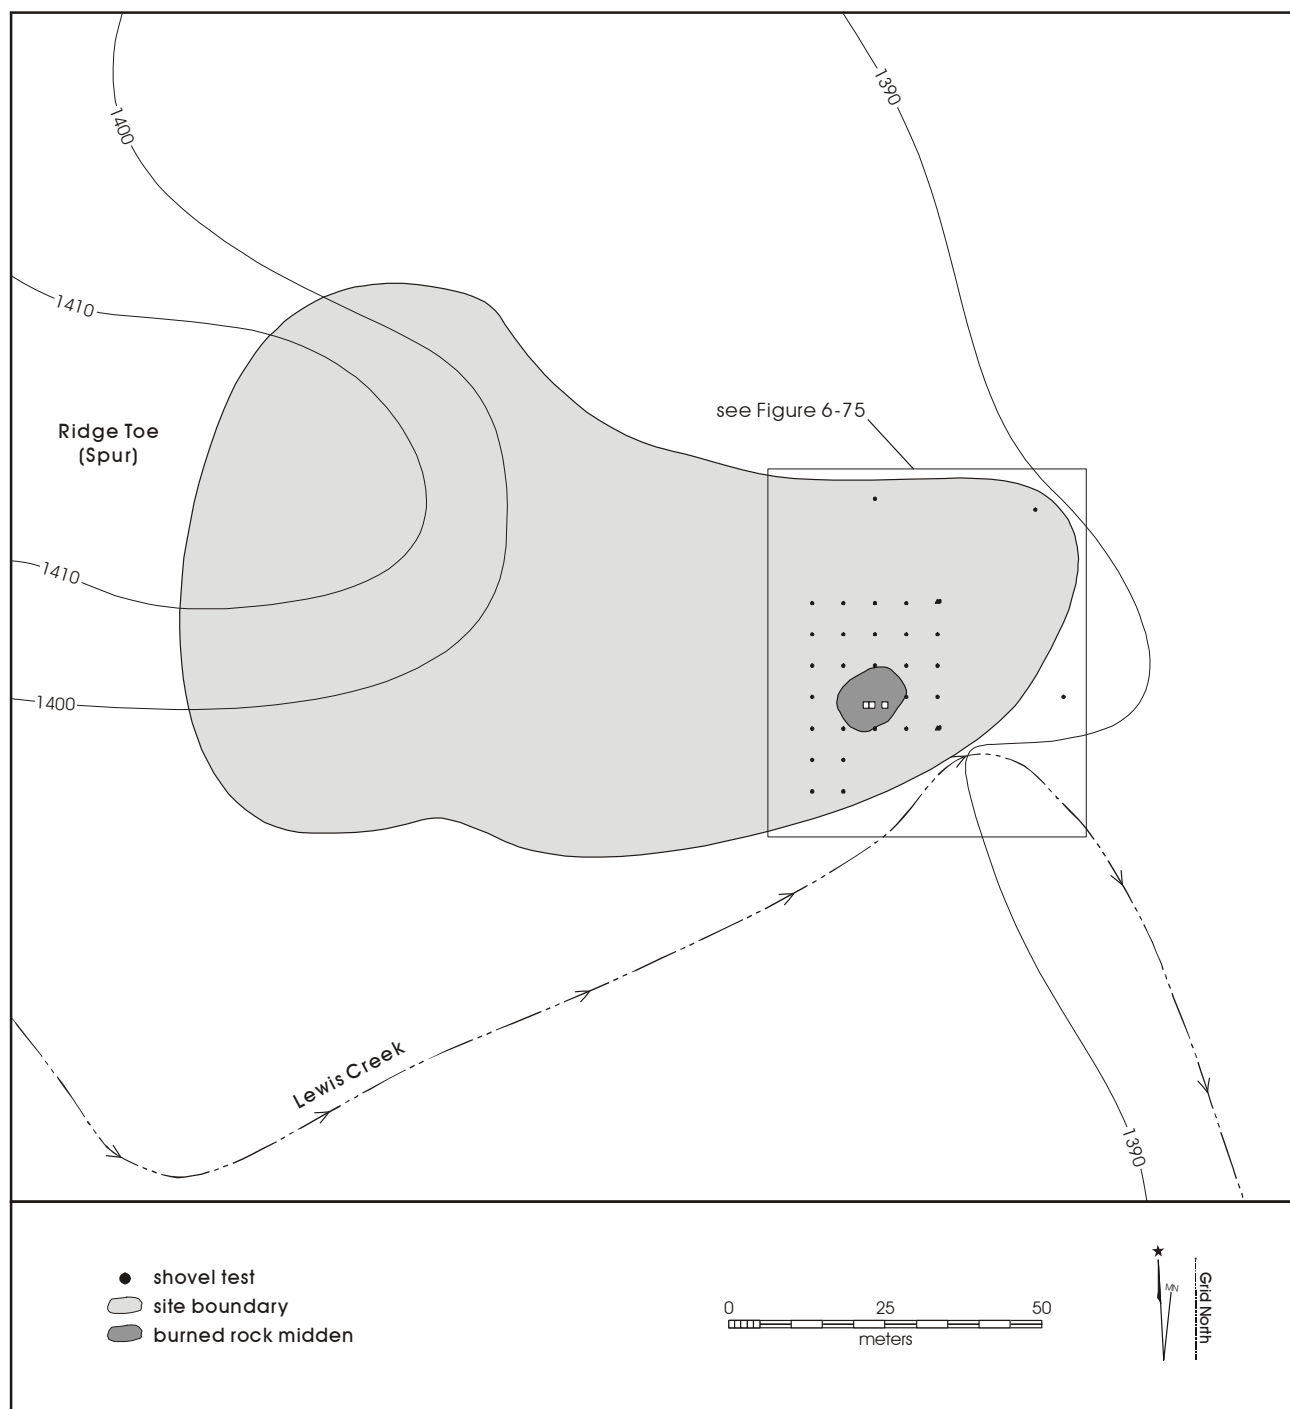 1390
1400
1410
see Figure 6-75
Ridge Toe
(Spur)
1410
1400
Lewis Creek
1390
shovel test
site boundary
burned rock midden
0 25 50
meters
MN
Grid North